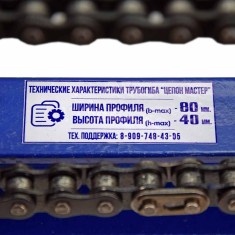 ТЕХНИЧЕСКИЕ ХАРАКТЕРИСТИКИ ТРУБОГИБА "ЦЕПОН МАСТЕР"
ШИРИНА ПРОФИЛЯ (b-max) - 80 мм.
ВЫСОТА ПРОФИЛЯ (h-max) - 40 мм.
ТЕХ. ПОДДЕРЖКА: 8-909-749-43-05